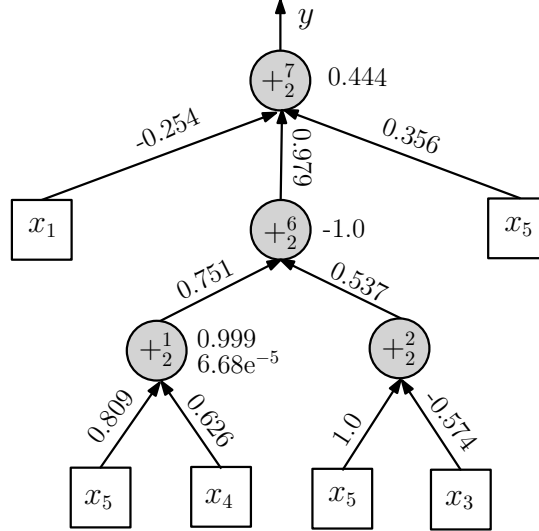 y
+₂⁷ 0.444
-0.254 0.979 0.356
x₁ +₂⁶ -1.0 x₅
0.751 0.537
+₂¹ 0.999 +₂²
6.68e⁻⁵
0.809 0.626 1.0 -0.574
x₅ x₄ x₅ x₃